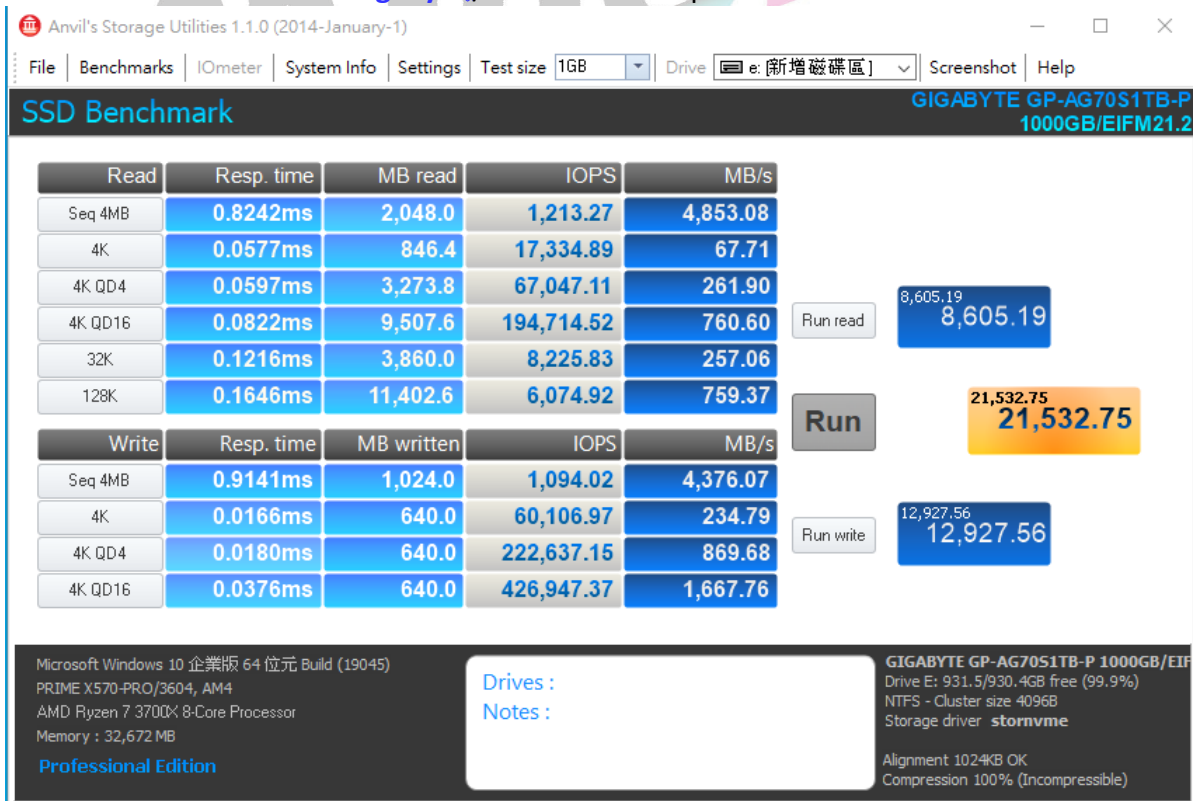 Anvil's Storage Utilities 1.1.0 (2014-January-1)
File Benchmarks IOmeter System Info Settings Test size 1GB Drive e: [新增磁碟區] Screenshot Help
SSD Benchmark
GIGABYTE GP-AG70S1TB-P
1000GB/EIFM21.2
Read Resp. time MB read IOPS MB/s
Seq 4MB 0.8242ms 2,048.0 1,213.27 4,853.08
4K 0.0577ms 846.4 17,334.89 67.71
4K QD4 0.0597ms 3,273.8 67,047.11 261.90
4K QD16 0.0822ms 9,507.6 194,714.52 760.60
32K 0.1216ms 3,860.0 8,225.83 257.06
128K 0.1646ms 11,402.6 6,074.92 759.37
Run read
8,605.19
8,605.19
Run
21,532.75
21,532.75
Write Resp. time MB written IOPS MB/s
Seq 4MB 0.9141ms 1,024.0 1,094.02 4,376.07
4K 0.0166ms 640.0 60,106.97 234.79
4K QD4 0.0180ms 640.0 222,637.15 869.68
4K QD16 0.0376ms 640.0 426,947.37 1,667.76
Run write
12,927.56
12,927.56
Microsoft Windows 10 企業版 64 位元 Build (19045)
PRIME X570-PRO/3604, AM4
AMD Ryzen 7 3700X 8-Core Processor
Memory : 32,672 MB
Professional Edition
Drives :
Notes :
GIGABYTE GP-AG70S1TB-P 1000GB/EIF
Drive E: 931.5/930.4GB free (99.9%)
NTFS - Cluster size 4096B
Storage driver stornvme
Alignment 1024KB OK
Compression 100% (Incompressible)